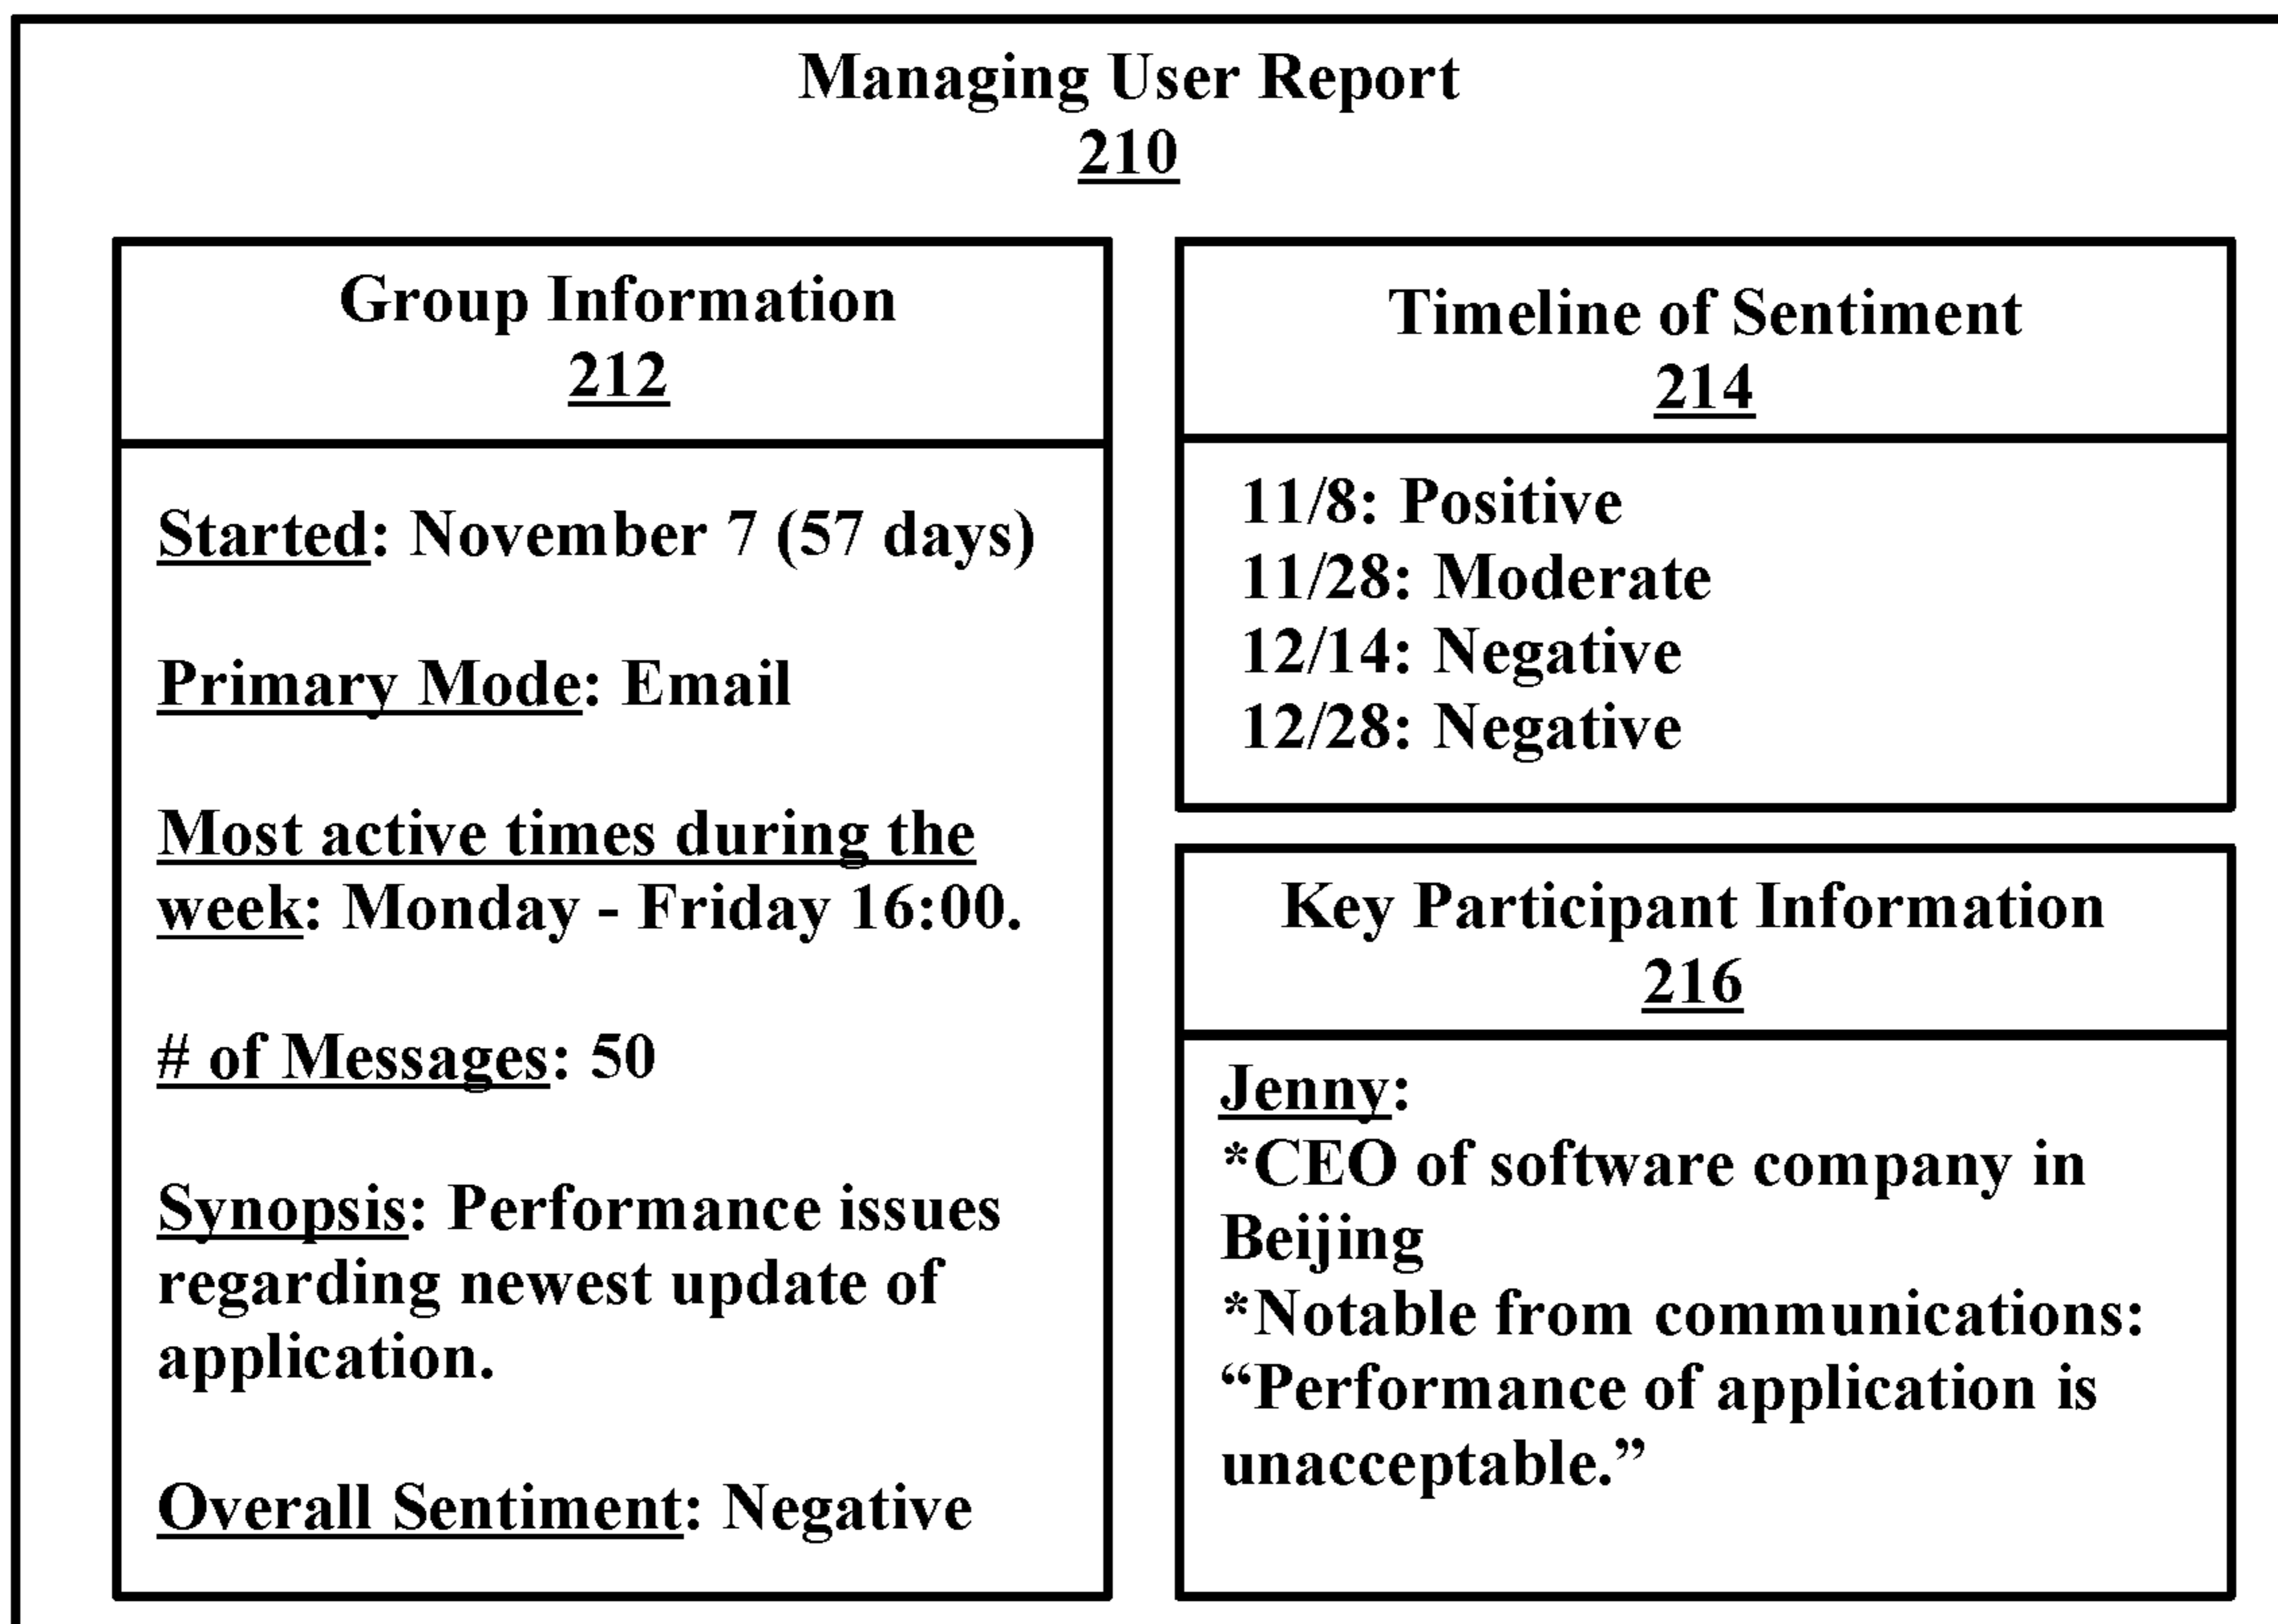 Managing User Report
210
Group Information
212
Started: November 7 (57 days)
Primary Mode: Email
Most active times during the
week: Monday - Friday 16:00.
# of Messages: 50
Synopsis: Performance issues
regarding newest update of
application.
Overall Sentiment: Negative
Timeline of Sentiment
214
11/8: Positive
11/28: Moderate
12/14: Negative
12/28: Negative
Key Participant Information
216
Jenny:
*CEO of software company in
Beijing
*Notable from communications:
“Performance of application is
unacceptable.”